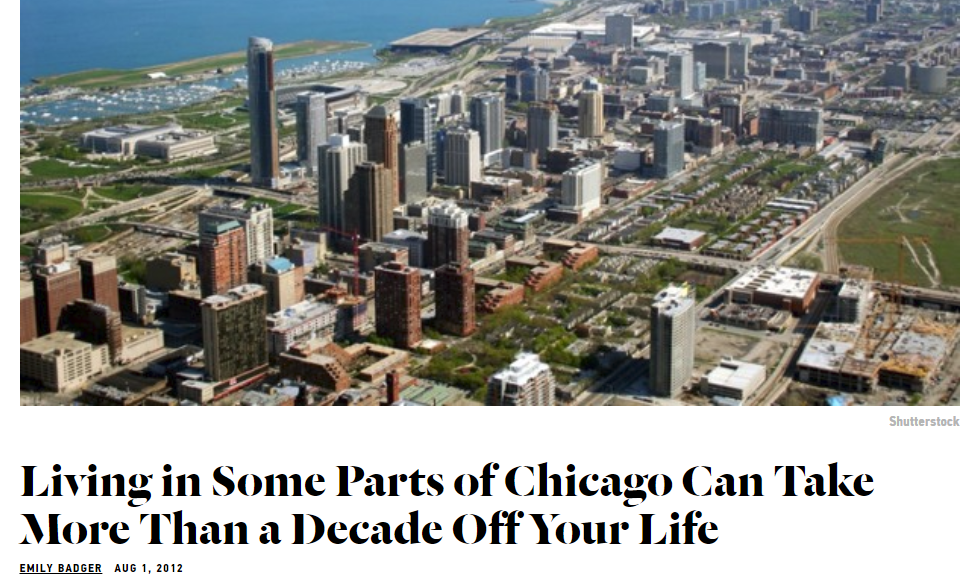 Shutterstock
Living in Some Parts of Chicago Can Take
More Than a Decade Off Your Life
EMILY BADGER AUG 1, 2012